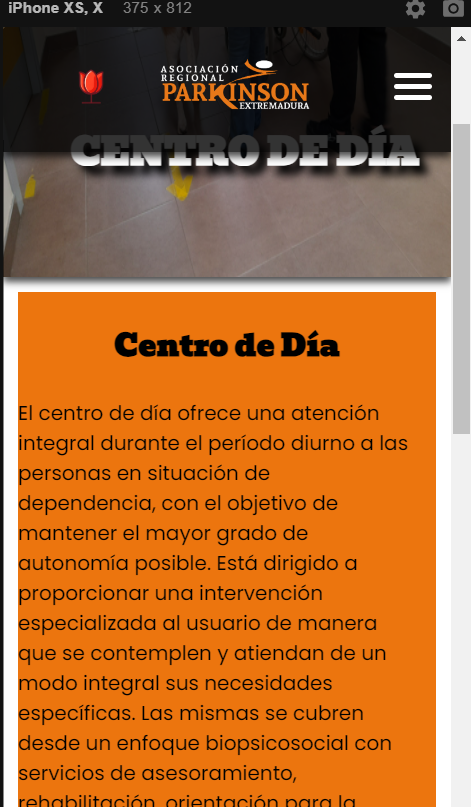 iPhone XS, X 375 x 812
ASOCIACIÓN
REGIONAL
PARKINSON
EXTREMADURA
CENTRO DE DÍA
Centro de Día
El centro de día ofrece una atención
integral durante el período diurno a las
personas en situación de
dependencia, con el objetivo de
mantener el mayor grado de
autonomía posible. Está dirigido a
proporcionar una intervención
especializada al usuario de manera
que se contemplen y atiendan de un
modo integral sus necesidades
específicas. Las mismas se cubren
desde un enfoque biopsicosocial con
servicios de asesoramiento,
rehabilitación, orientación para la